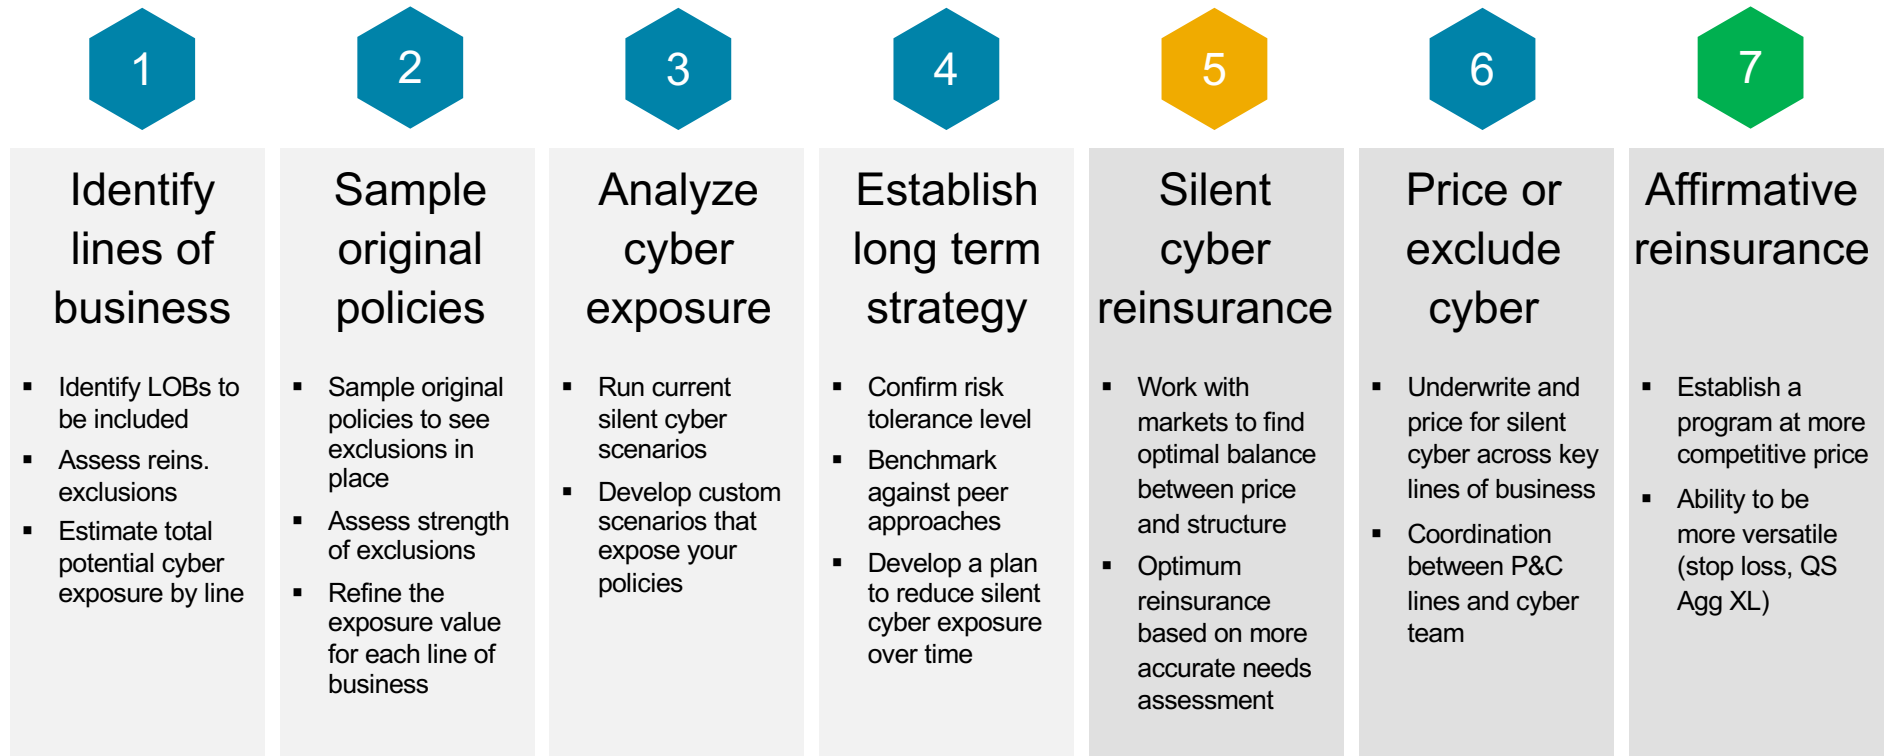 1
Identify
lines of
business
▪ Identify LOBs to
be included
▪ Assess reins.
exclusions
▪ Estimate total
potential cyber
exposure by line
2
Sample
original
policies
▪ Sample original
policies to see
exclusions in
place
▪ Assess strength
of exclusions
▪ Refine the
exposure value
for each line of
business
3
Analyze
cyber
exposure
▪ Run current
silent cyber
scenarios
▪ Develop custom
scenarios that
expose your
policies
4
Establish
long term
strategy
▪ Confirm risk
tolerance level
▪ Benchmark
against peer
approaches
▪ Develop a plan
to reduce silent
cyber exposure
over time
5
Silent
cyber
reinsurance
▪ Work with
markets to find
optimal balance
between price
and structure
▪ Optimum
reinsurance
based on more
accurate needs
assessment
6
Price or
exclude
cyber
▪ Underwrite and
price for silent
cyber across key
lines of business
▪ Coordination
between P&C
lines and cyber
team
7
Affirmative
reinsurance
▪ Establish a
program at more
competitive price
▪ Ability to be
more versatile
(stop loss, QS
Agg XL)